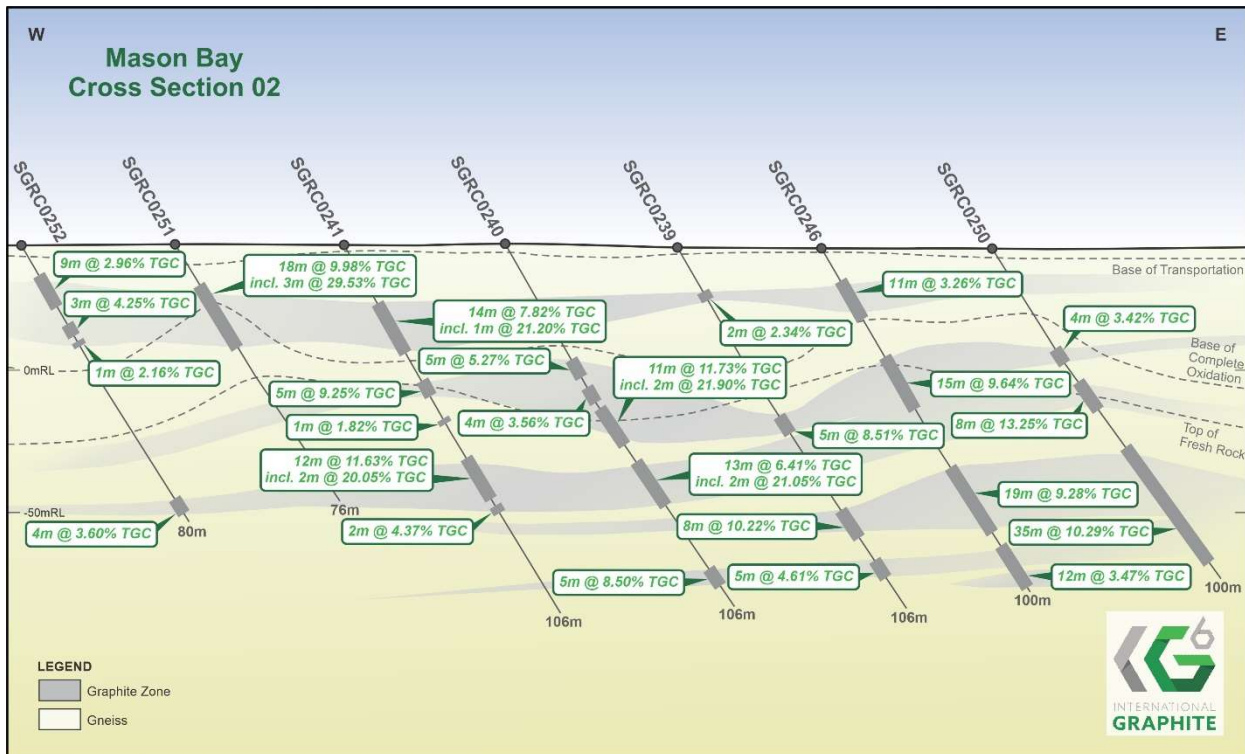 W
E
Mason Bay
Cross Section 02
SGRC0252
SGRC0251
SGRC0241
SGRC0240
SGRC0239
SGRC0246
SGRC0250
9m @ 2.96% TGC
3m @ 4.25% TGC
1m @ 2.16% TGC
4m @ 3.60% TGC
80m
18m @ 9.98% TGC
incl. 3m @ 29.53% TGC
76m
14m @ 7.82% TGC
incl. 1m @ 21.20% TGC
5m @ 9.25% TGC
1m @ 1.82% TGC
12m @ 11.63% TGC
incl. 2m @ 20.05% TGC
2m @ 4.37% TGC
106m
5m @ 5.27% TGC
4m @ 3.56% TGC
11m @ 11.73% TGC
incl. 2m @ 21.90% TGC
13m @ 6.41% TGC
incl. 2m @ 21.05% TGC
5m @ 8.50% TGC
106m
2m @ 2.34% TGC
5m @ 8.51% TGC
8m @ 10.22% TGC
5m @ 4.61% TGC
106m
11m @ 3.26% TGC
15m @ 9.64% TGC
19m @ 9.28% TGC
12m @ 3.47% TGC
100m
4m @ 3.42% TGC
8m @ 13.25% TGC
35m @ 10.29% TGC
100m
Base of Transportation
Base of
Complete
Oxidation
Top of
Fresh Rock
0mRL
-50mRL
LEGEND
Graphite Zone
Gneiss
G6
INTERNATIONAL
GRAPHITE